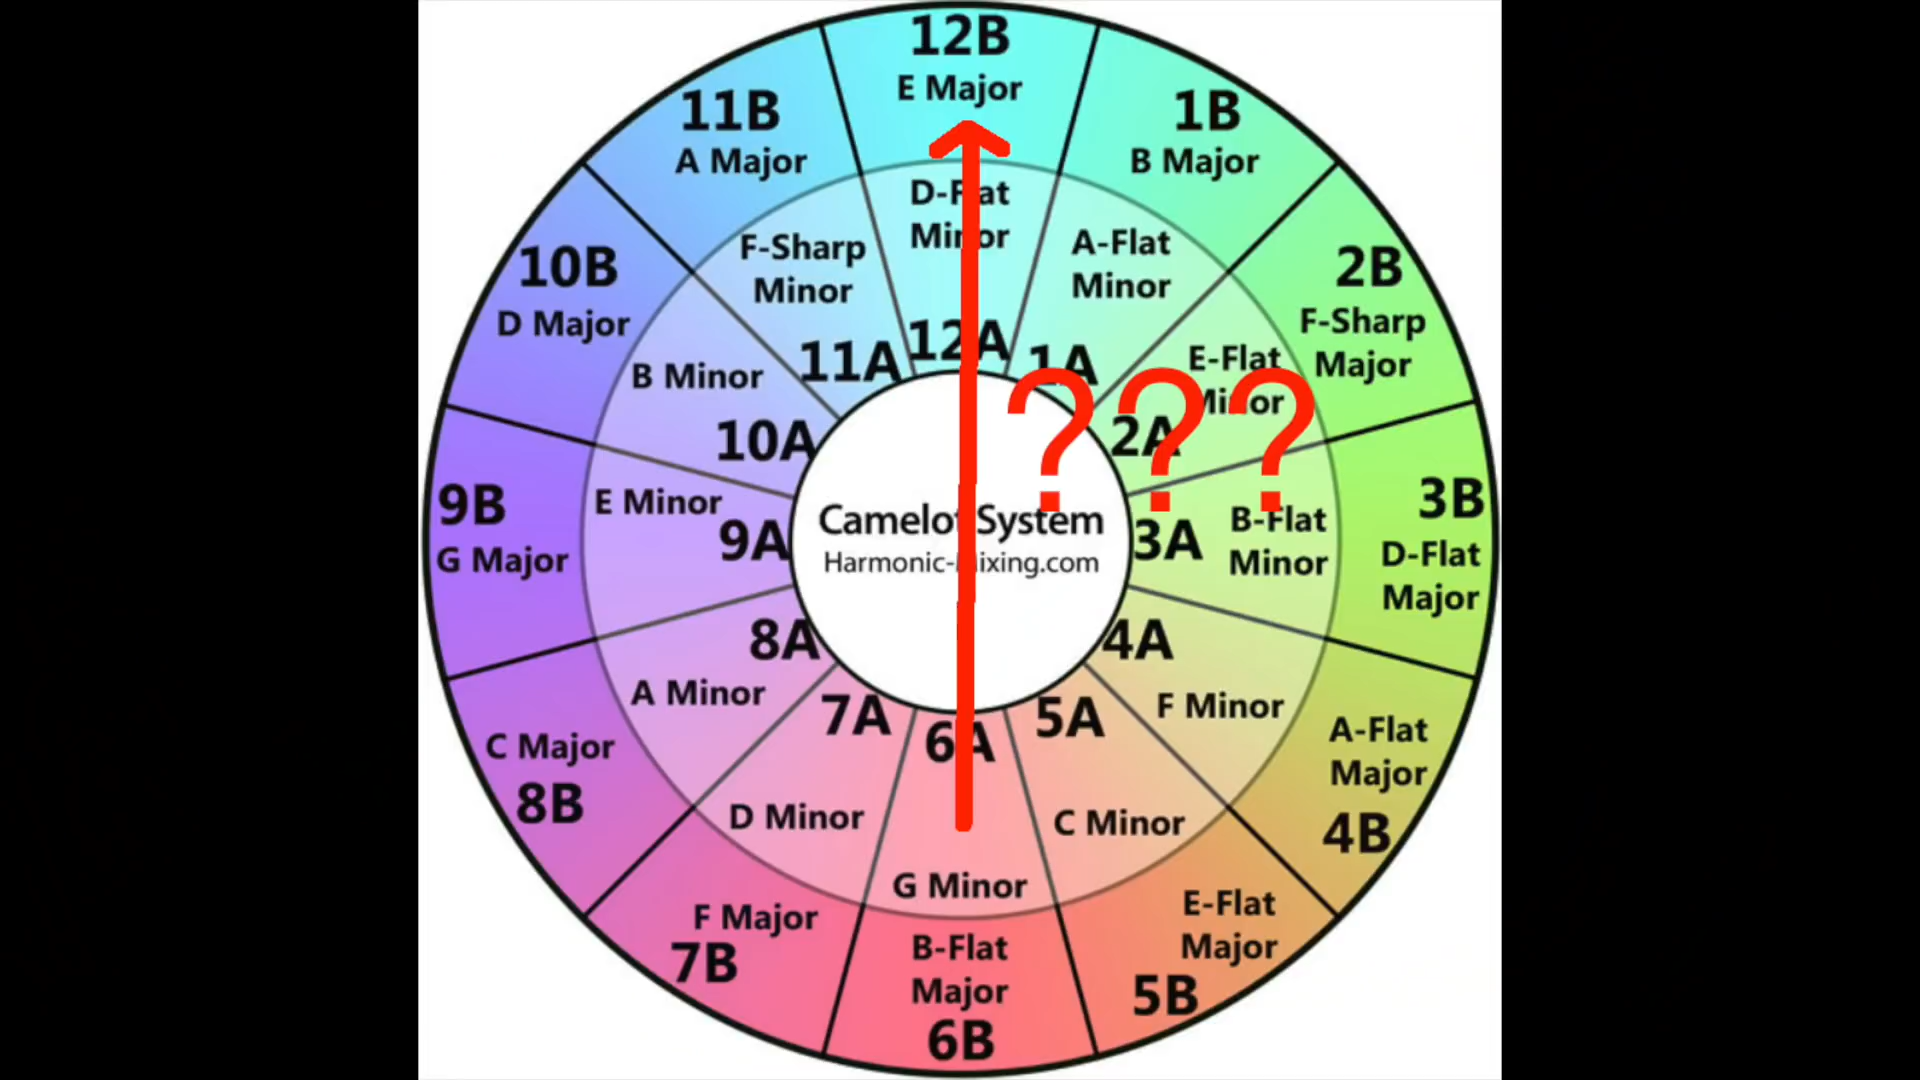 12B
E Major
1B
B Major
2B
F-Sharp
Major
3B
D-Flat
Major
A-Flat
Major
4B
E-Flat
Major
5B
B-Flat
Major
6B
F Major
7B
C Major
8B
9B
G Major
10B
D Major
11B
A Major
D-Flat
Minor
12A
A-Flat
Minor
1A
E-Flat
Minor
2A
???
3A
B-Flat
Minor
4A
F Minor
5A
C Minor
6A
G Minor
7A
D Minor
8A
A Minor
E Minor
9A
B Minor
10A
F-Sharp
Minor
11A
Camelot System
Harmonic-Mixing.com